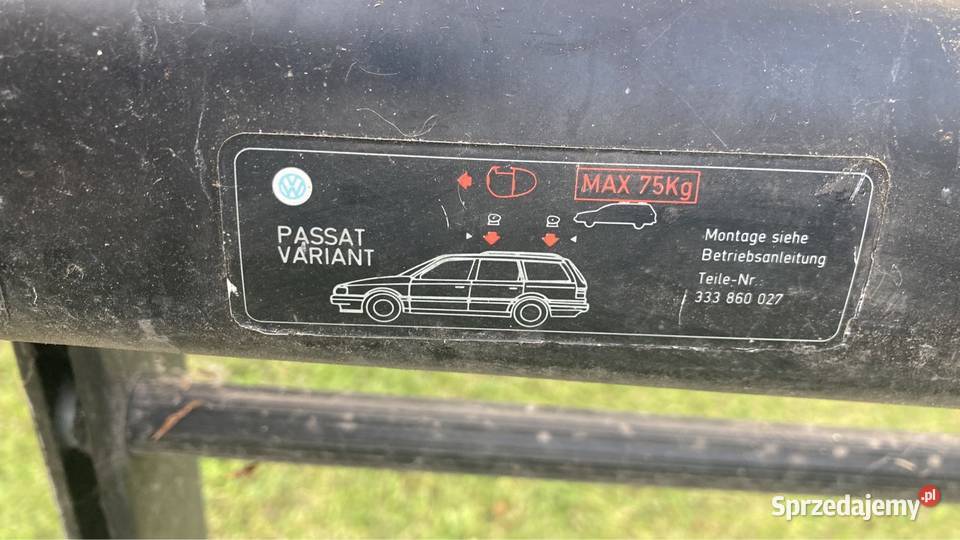 PASSAT
VARIANT
MAX 75Kg
Montage siehe
Betriebsanleitung
Teile-Nr.
333 860 027
Sprzedajemy.pl